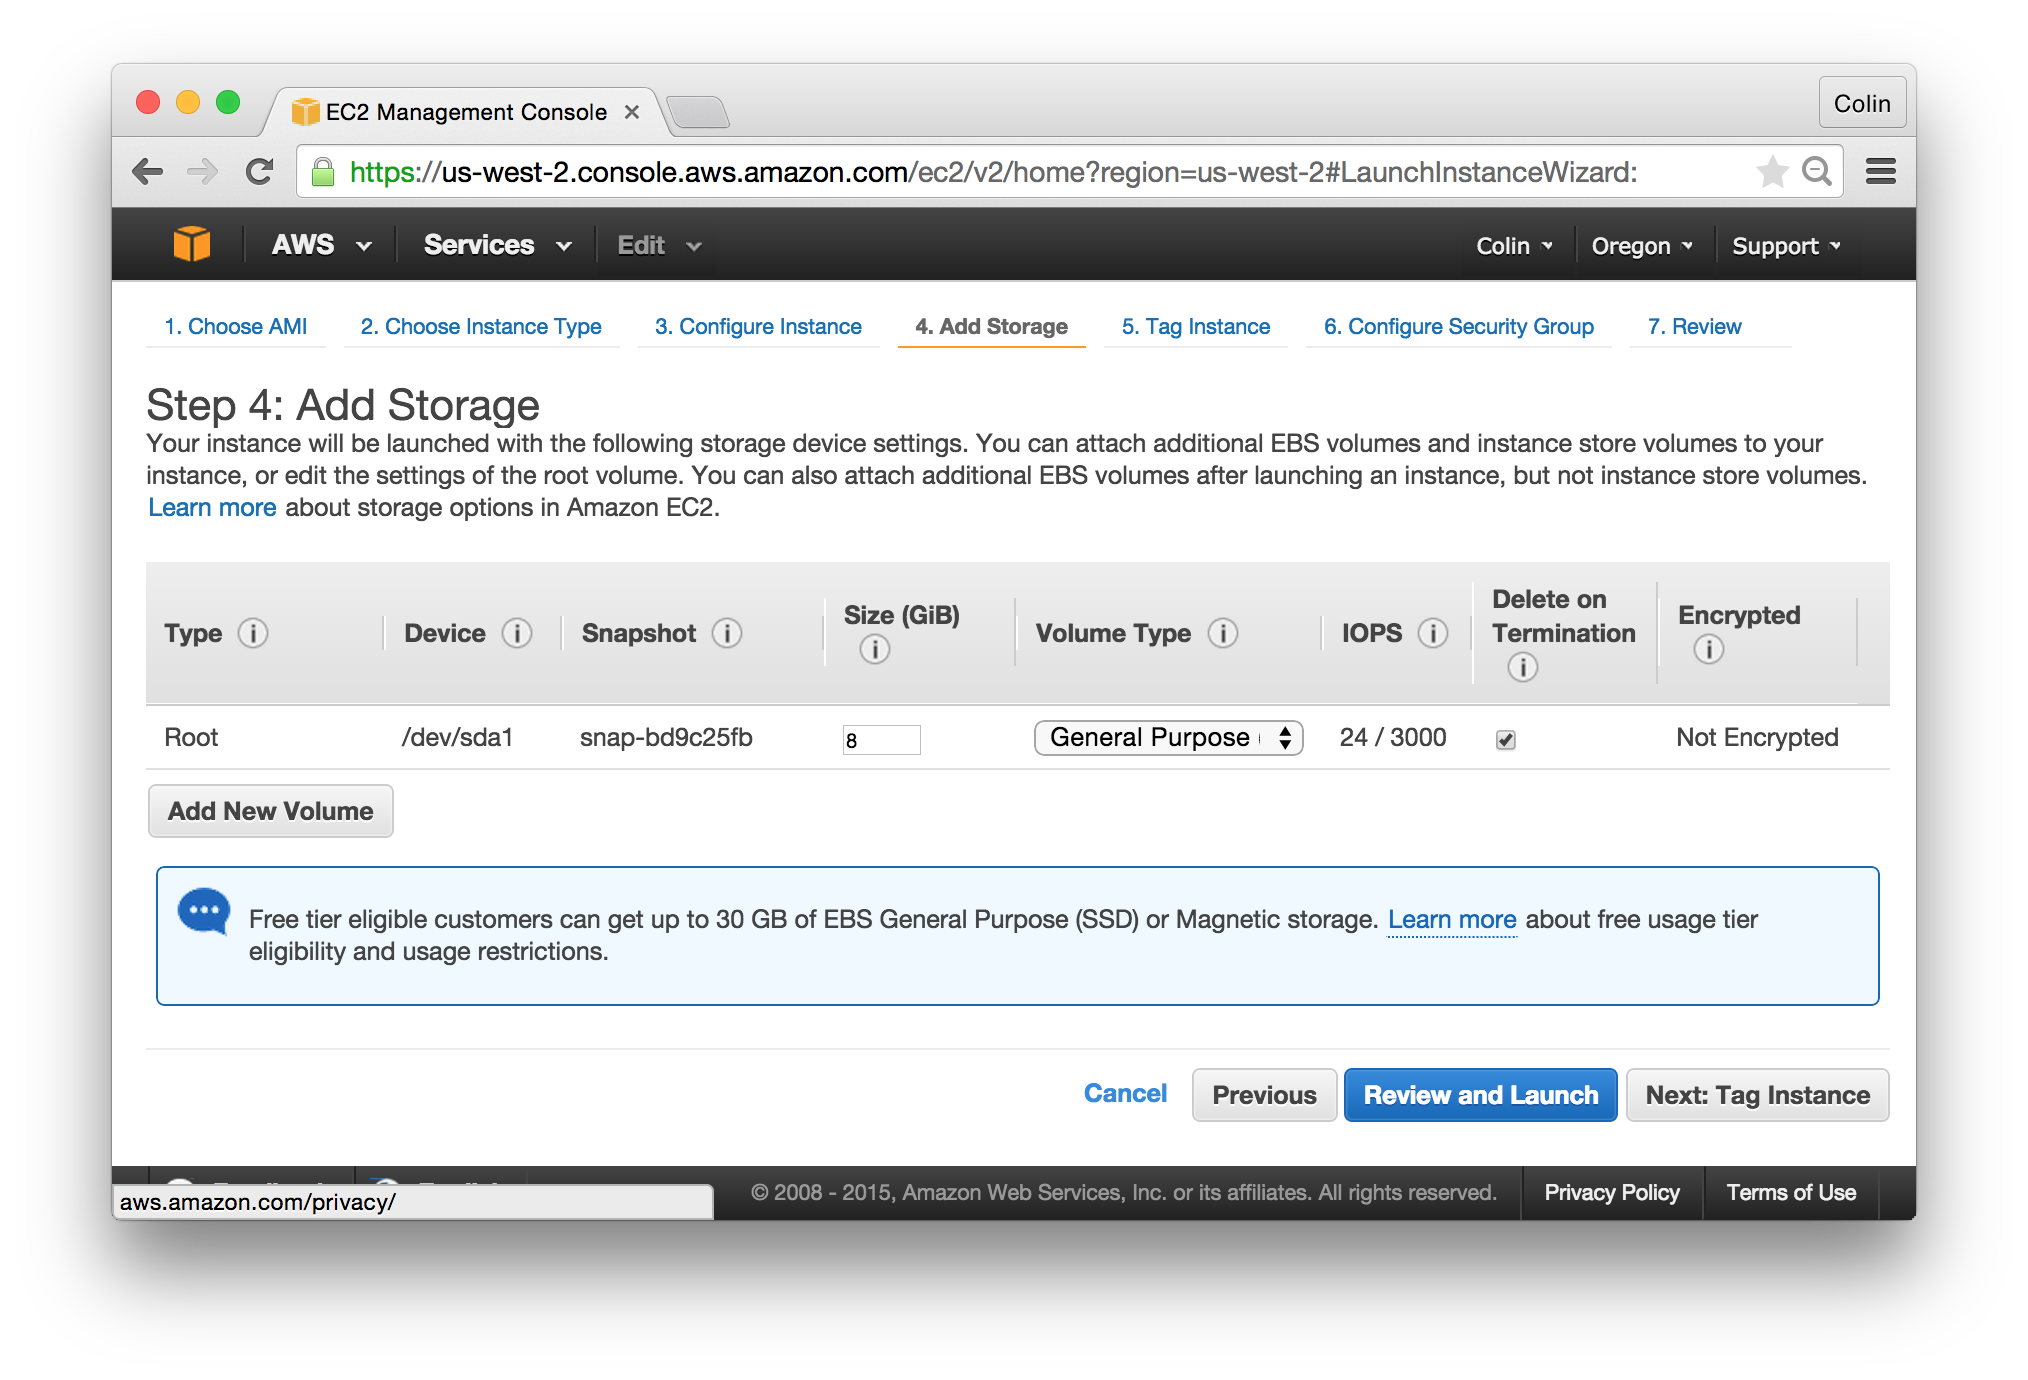 EC2 Management Console
Colin
https://us-west-2.console.aws.amazon.com/ec2/v2/home?region=us-west-2#LaunchInstanceWizard:
AWS Services Edit Colin Oregon Support
1. Choose AMI 2. Choose Instance Type 3. Configure Instance 4. Add Storage 5. Tag Instance 6. Configure Security Group 7. Review
Step 4: Add Storage
Your instance will be launched with the following storage device settings. You can attach additional EBS volumes and instance store volumes to your
instance, or edit the settings of the root volume. You can also attach additional EBS volumes after launching an instance, but not instance store volumes.
Learn more about storage options in Amazon EC2.
Type Device Snapshot Size (GiB) Volume Type IOPS Delete on Termination Encrypted
Root /dev/sda1 snap-bd9c25fb 8 General Purpose 24 / 3000 Not Encrypted
Add New Volume
Free tier eligible customers can get up to 30 GB of EBS General Purpose (SSD) or Magnetic storage. Learn more about free usage tier
eligibility and usage restrictions.
Cancel Previous Review and Launch Next: Tag Instance
aws.amazon.com/privacy/
© 2008 - 2015, Amazon Web Services, Inc. or its affiliates. All rights reserved. Privacy Policy Terms of Use